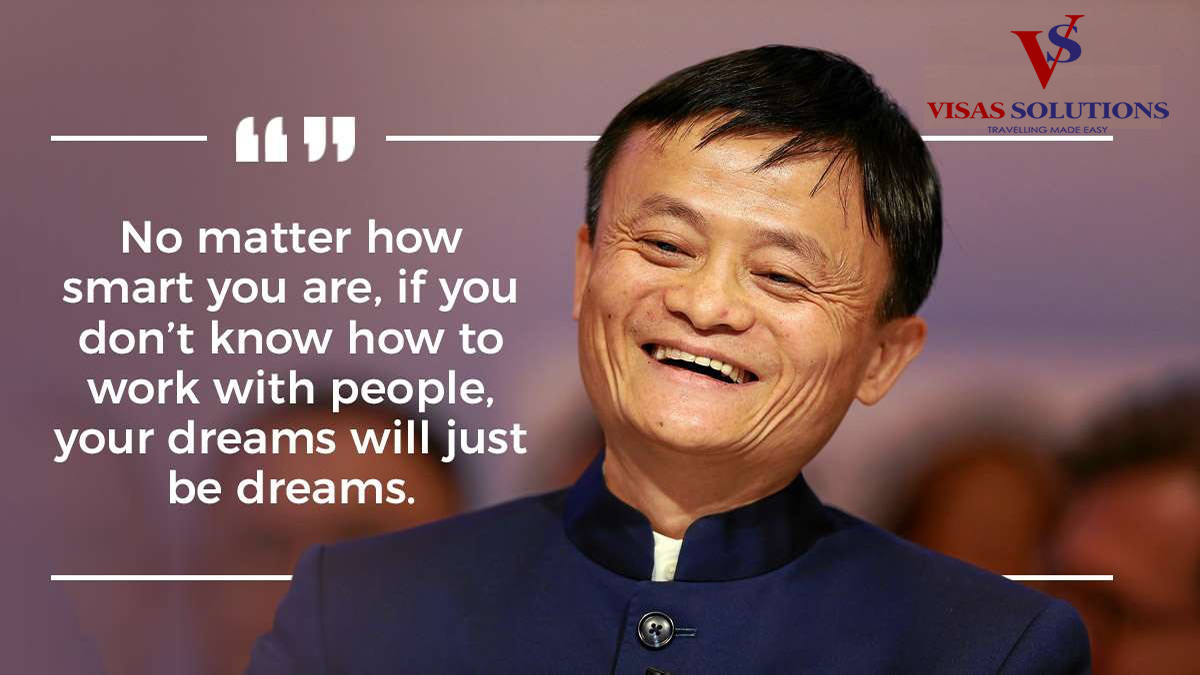 VS
VISAS SOLUTIONS
TRAVELLING MADE EASY
No matter how
smart you are, if you
don’t know how to
work with people,
your dreams will just
be dreams.